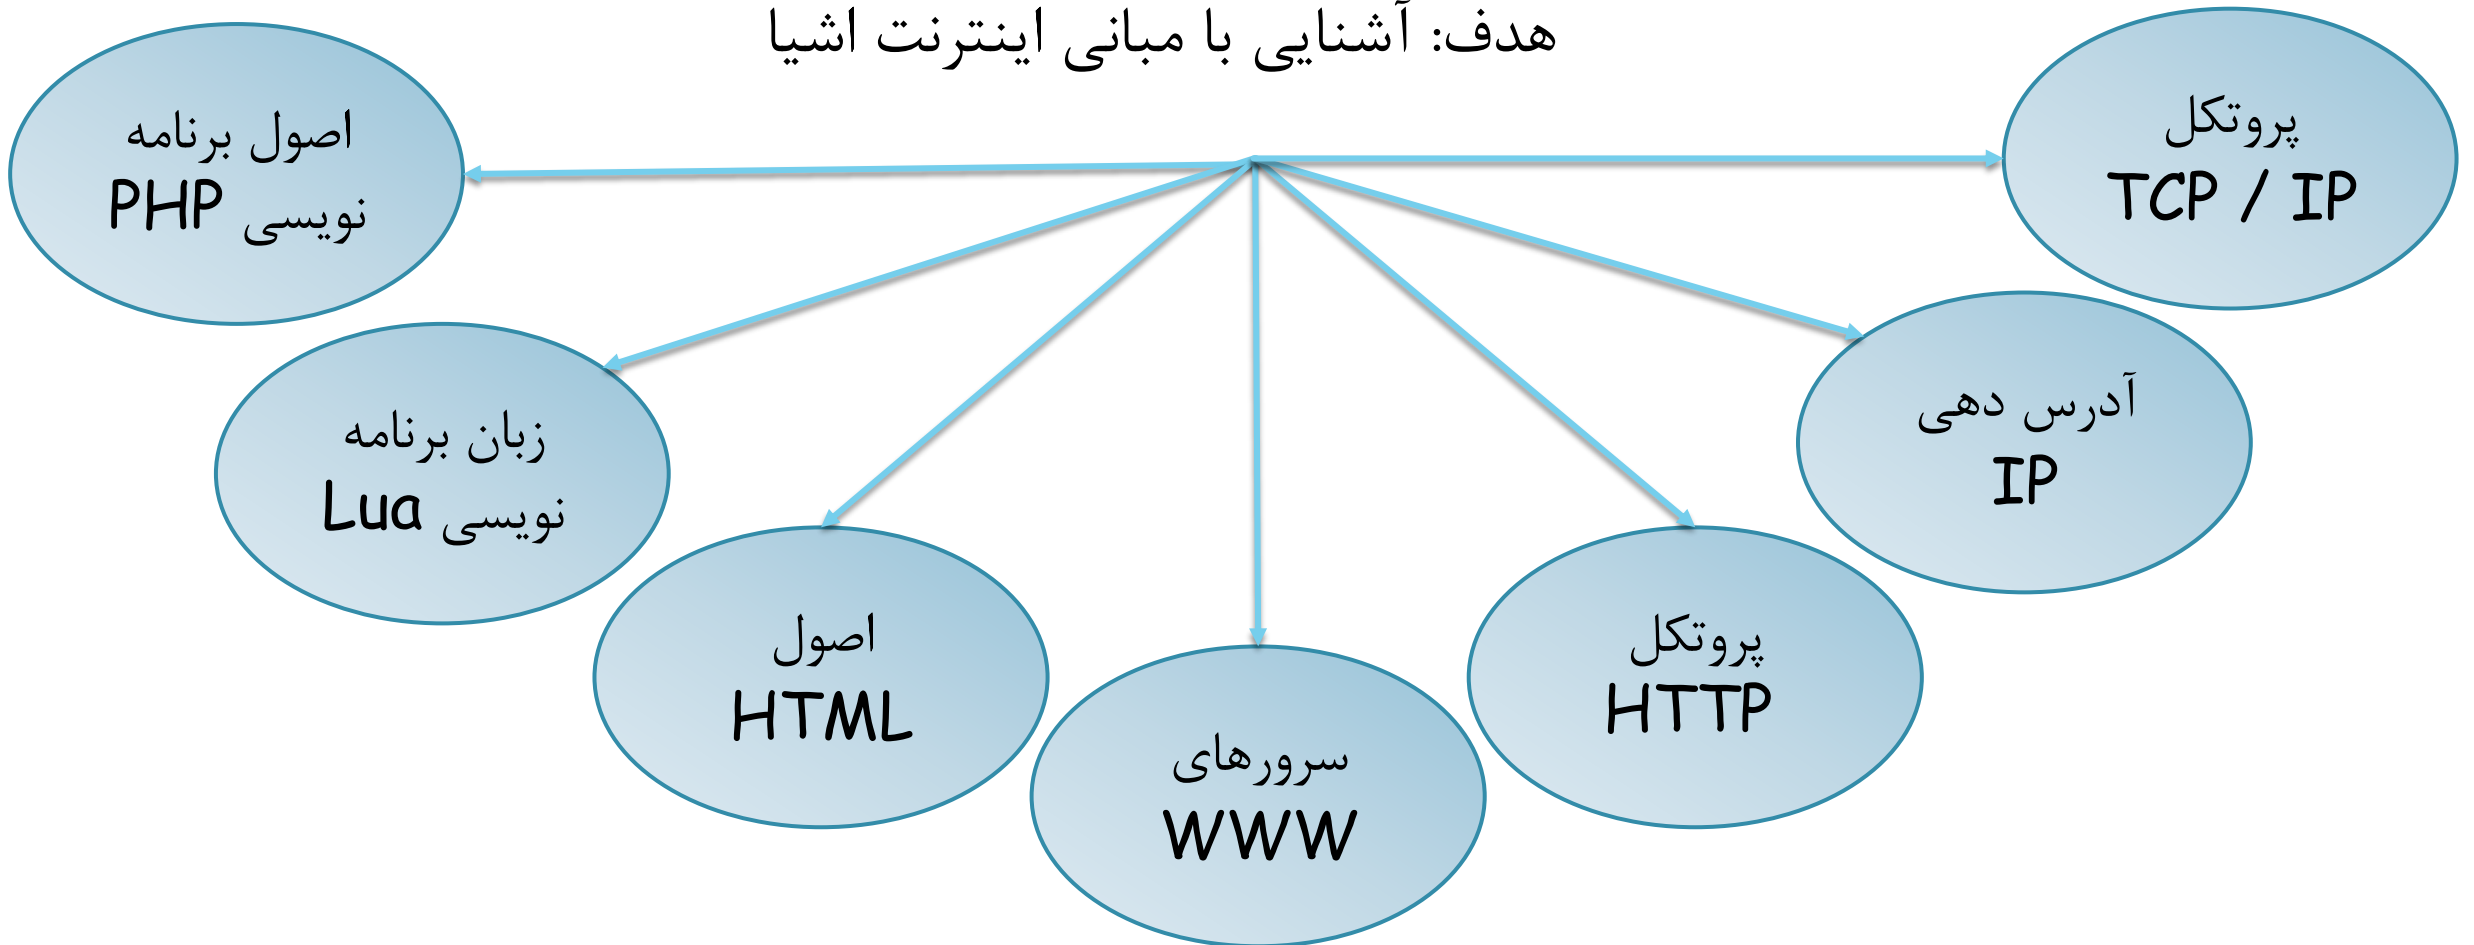 هدف: آشنایی با مبانی اینترنت اشیا
پروتکل
TCP / IP
آدرس دهی
IP
پروتکل
HTTP
سرورهای
WWW
اصول
HTML
زبان برنامه
نویسی Lua
اصول برنامه
نویسی PHP